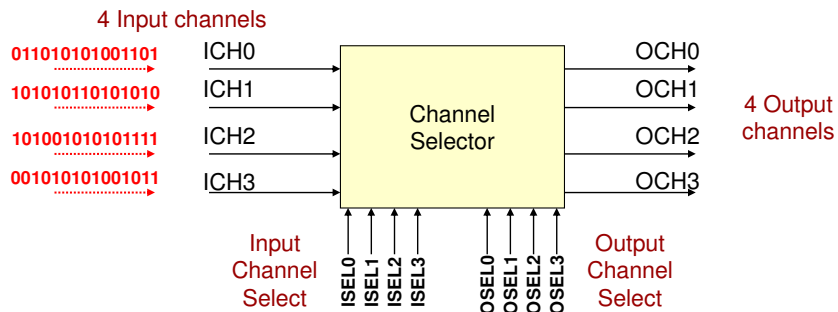 4 Input channels
011010101001101
ICH0
OCH0
101010110101010
ICH1
OCH1
Channel
Selector
4 Output
channels
101001010101111
ICH2
OCH2
001010101001011
ICH3
OCH3
Input
Channel
Select
ISEL0
ISEL1
ISEL2
ISEL3
OSEL0
OSEL1
OSEL2
OSEL3
Output
Channel
Select